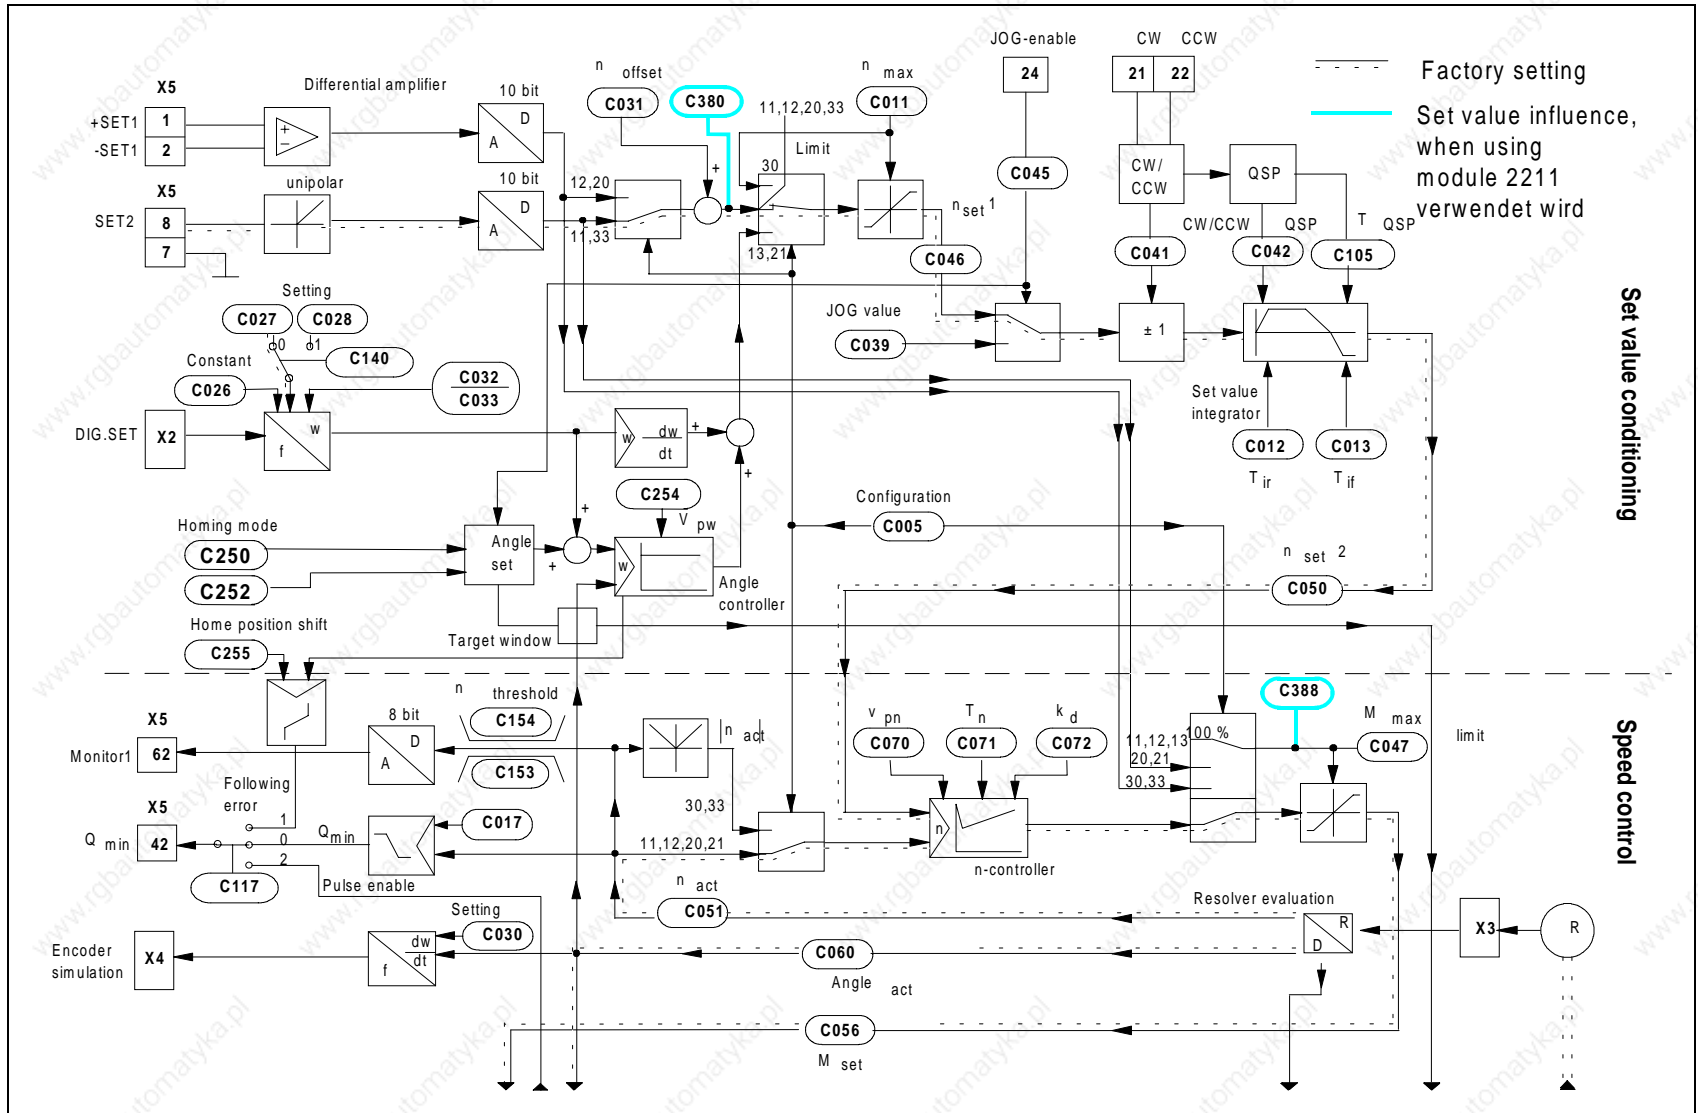 JOG-enable
CW CCW
24
21 22
Factory setting
Set value influence,
when using
module 2211
verwendet wird
X5
+SET1
-SET1
1
2
Differential amplifier
10 bit
A D
n offset
C031
C380
11,12,20,33
n max
C011
Limit
30
13,21
X5
SET2
8
7
unipolar
10 bit
A D
12,20
11,33
+
n set 1
C046
C045
CW/
CCW
QSP
CW/CCW
C041
QSP
C042
T QSP
C105
JOG value
C039
± 1
Set value
integrator
C012
T ir
C013
T if
Set value conditioning
Setting
C027
C028
0
1
C140
Constant
C026
C032
C033
DIG.SET
X2
f w
w
dw
dt
+
+
C254
V pw
Configuration
C005
Homing mode
C250
C252
Angle
set
+
+
w
Angle
controller
n set 2
C050
Home position shift
C255
Target window
n threshold
C154
C153
8 bit
A D
X5
Monitor1
62
|n act|
v pn
C070
T n
C071
k d
C072
11,12,13
100 %
20,21
30,33
C388
M max
C047
limit
Speed control
Following
error
X5
Q min
42
1
0
2
C117
Pulse enable
Q min
C017
30,33
11,12,20,21
n
n-controller
n act
C051
Resolver evaluation
R
D
X3
R
Encoder
simulation
X4
Setting
C030
dw
dt
f
C060
Angle act
C056
M set
www.rgbautomatyka.pl